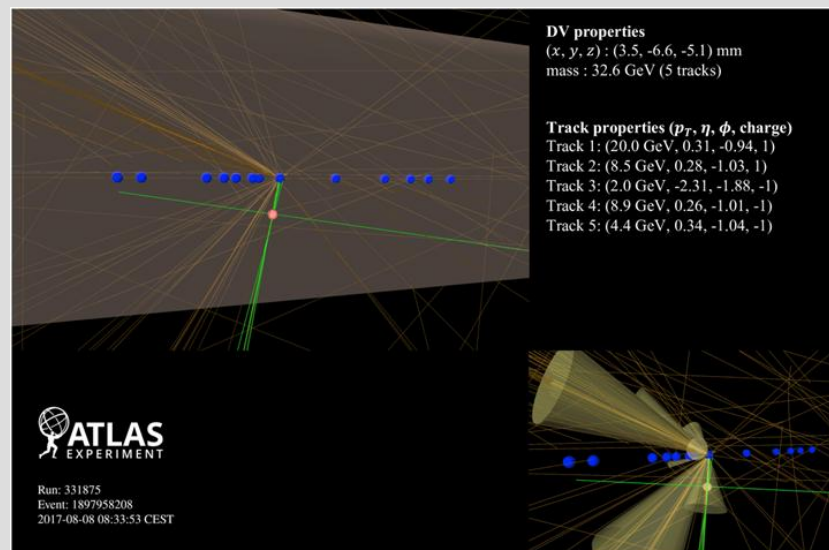 DV properties
(x, y, z) : (3.5, -6.6, -5.1) mm
mass : 32.6 GeV (5 tracks)
Track properties (p_T, η, ϕ, charge)
Track 1: (20.0 GeV, 0.31, -0.94, 1)
Track 2: (8.5 GeV, 0.28, -1.03, 1)
Track 3: (2.0 GeV, -2.31, -1.88, -1)
Track 4: (8.9 GeV, 0.26, -1.01, -1)
Track 5: (4.4 GeV, 0.34, -1.04, -1)
ATLAS
EXPERIMENT
Run: 331875
Event: 1897958208
2017-08-08 08:33:53 CEST